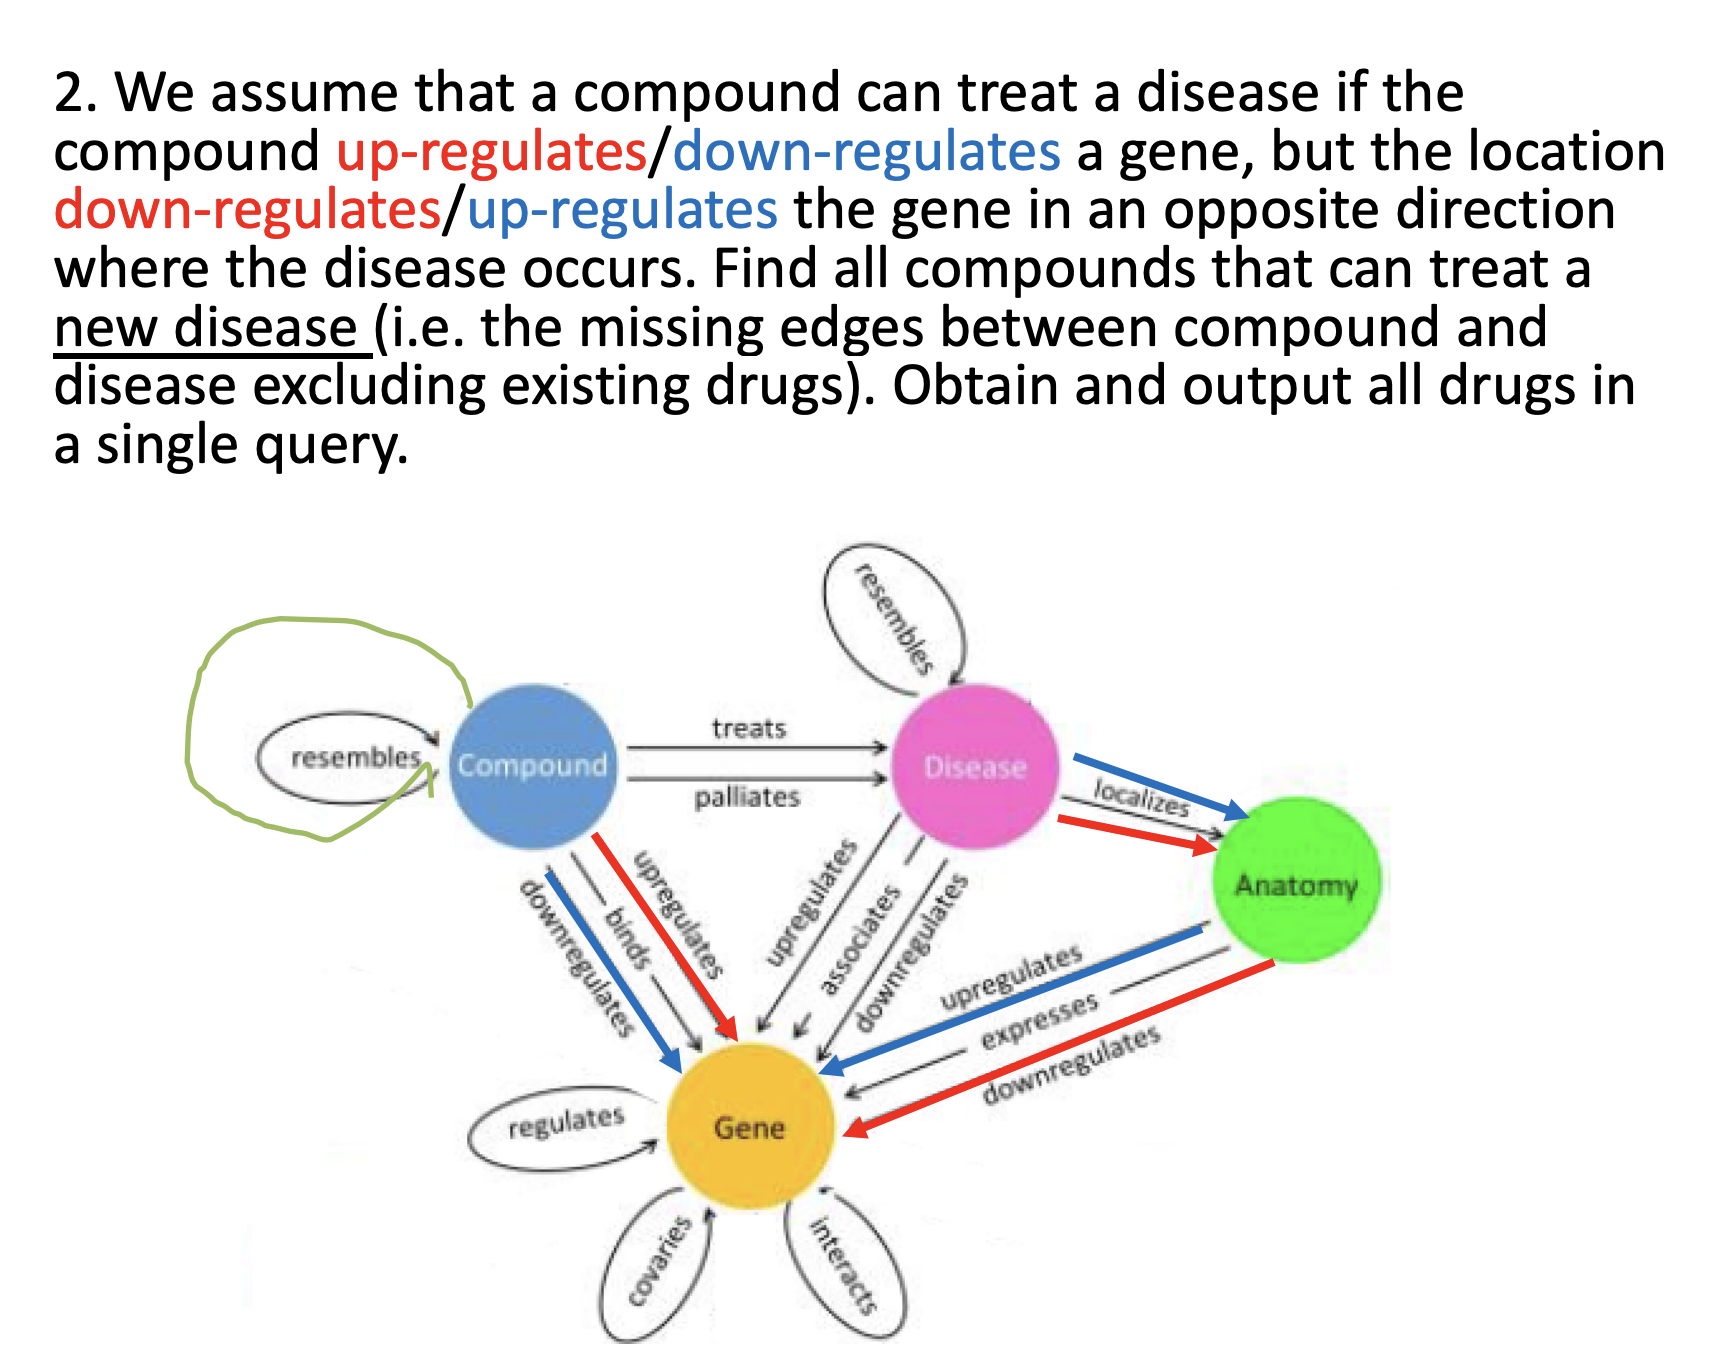 2. We assume that a compound can treat a disease if the
compound up-regulates/down-regulates a gene, but the location
down-regulates/up-regulates the gene in an opposite direction
where the disease occurs. Find all compounds that can treat a
new disease (i.e. the missing edges between compound and
disease excluding existing drugs). Obtain and output all drugs in
a single query.
resembles
resembles
Compound
treats
palliates
Disease
localizes
Anatomy
upregulates
binds
downregulates
upregulates
associates
downregulates
upregulates
expresses
downregulates
Gene
regulates
covaries
interacts